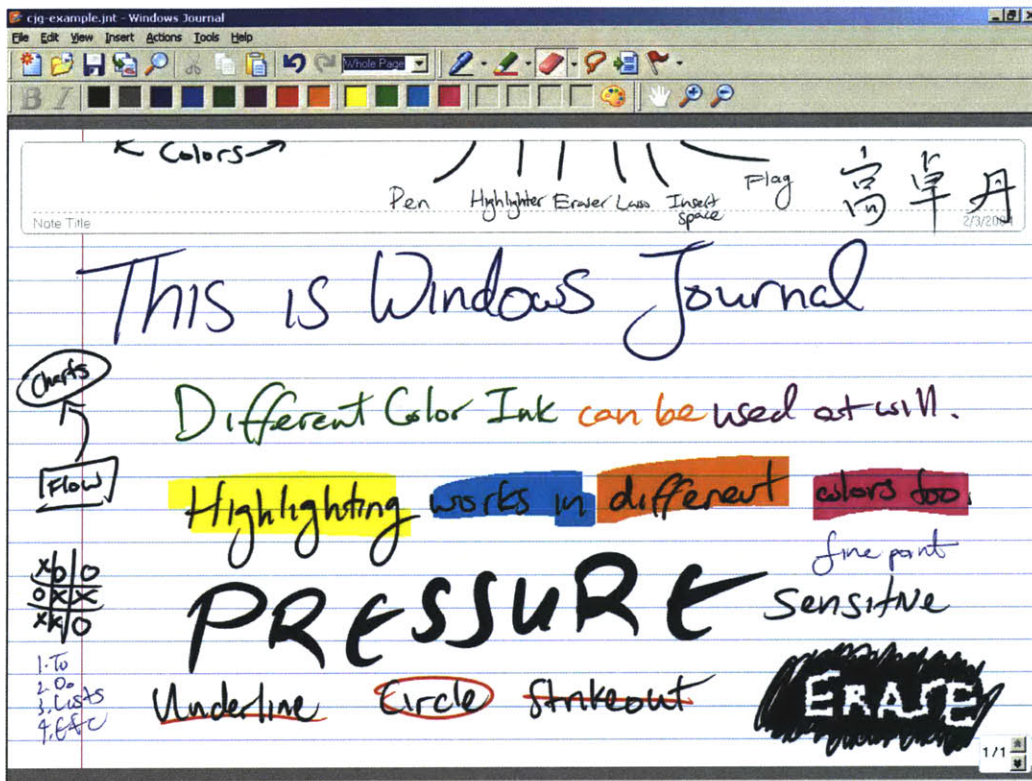 cjg-example.jnt - Windows Journal
File Edit View Insert Actions Tools Help
Whole Page
B I
Colors
Pen Highlighter Eraser Lasso Insert space Flag
高 卓 丹
Note Title 2/3/2004
This is Windows Journal
Charts
Different Color Ink can be used at will.
Flow
Highlighting works in different colors too.
fine point
X O O
O X X
X X O
PRESSURE sensitive
1. To
2. Do
3. Lists
4. Etc
Underline Circle Strikeout
ERASE
1/1